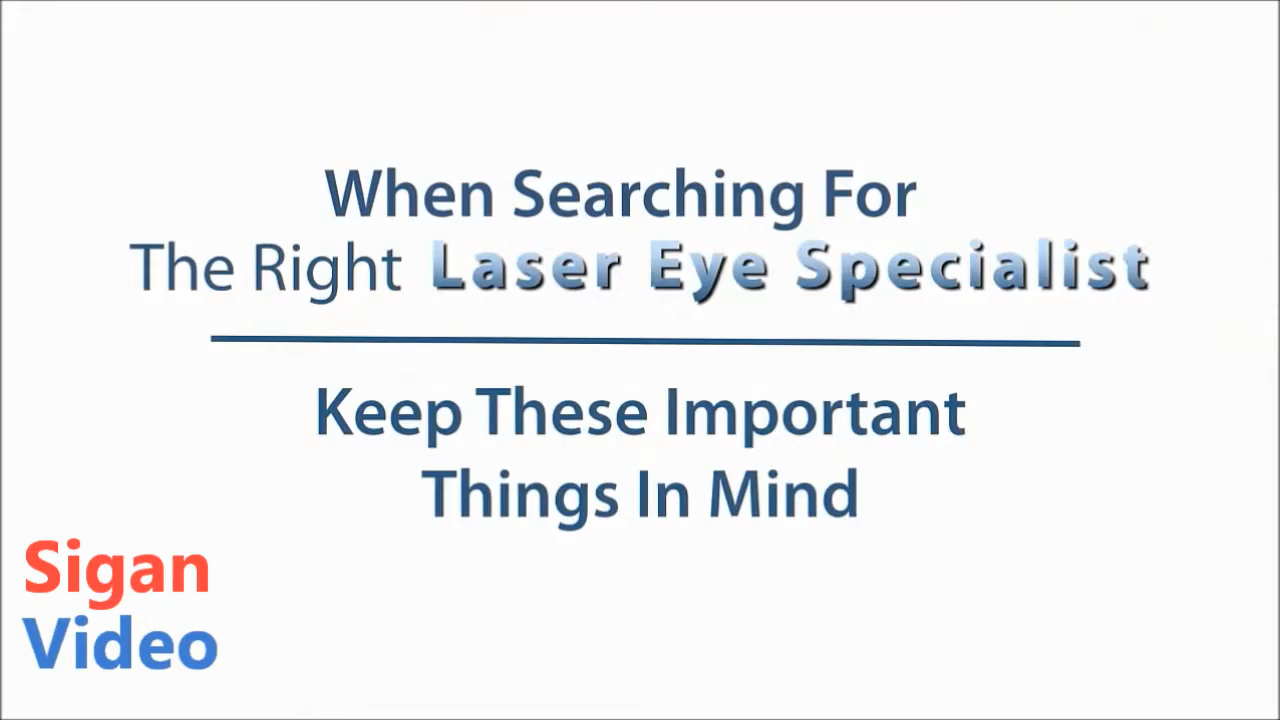 When Searching For
The Right Laser Eye Specialist
Keep These Important
Things In Mind
Sigan
Video